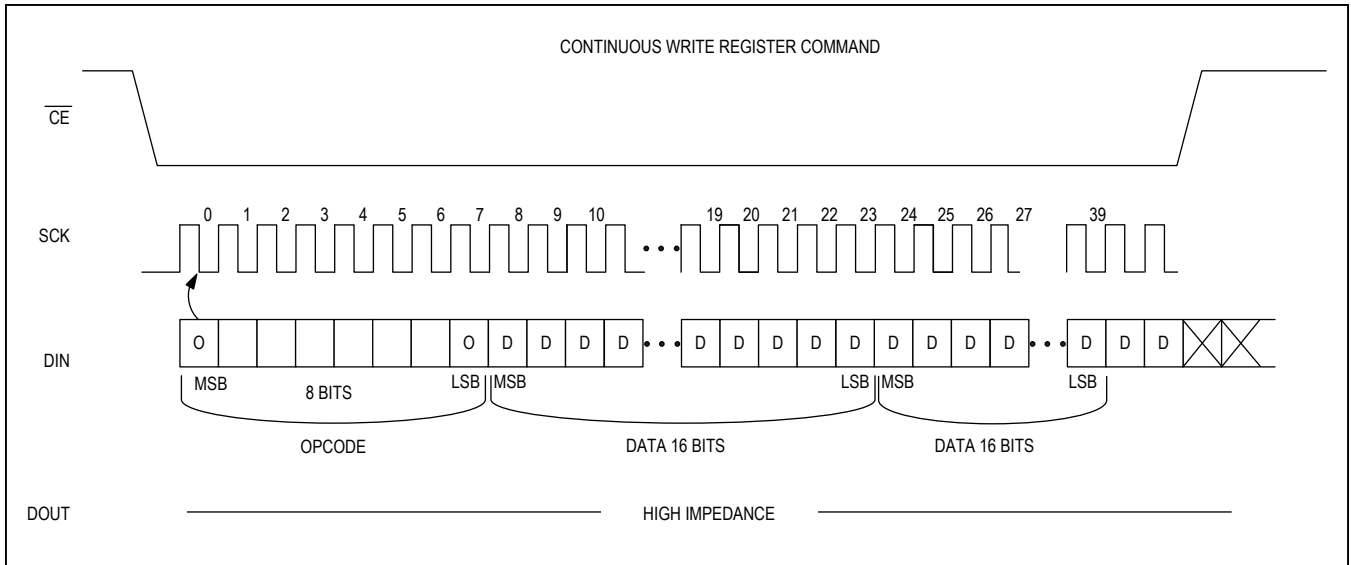 CONTINUOUS WRITE REGISTER COMMAND
CE
0 1 2 3 4 5 6 7 8 9 10 19 20 21 22 23 24 25 26 27 39
SCK
DIN
O O D D D D D D D D D D D D D D D D
MSB 8 BITS LSB MSB LSB MSB LSB
OPCODE DATA 16 BITS DATA 16 BITS
DOUT HIGH IMPEDANCE